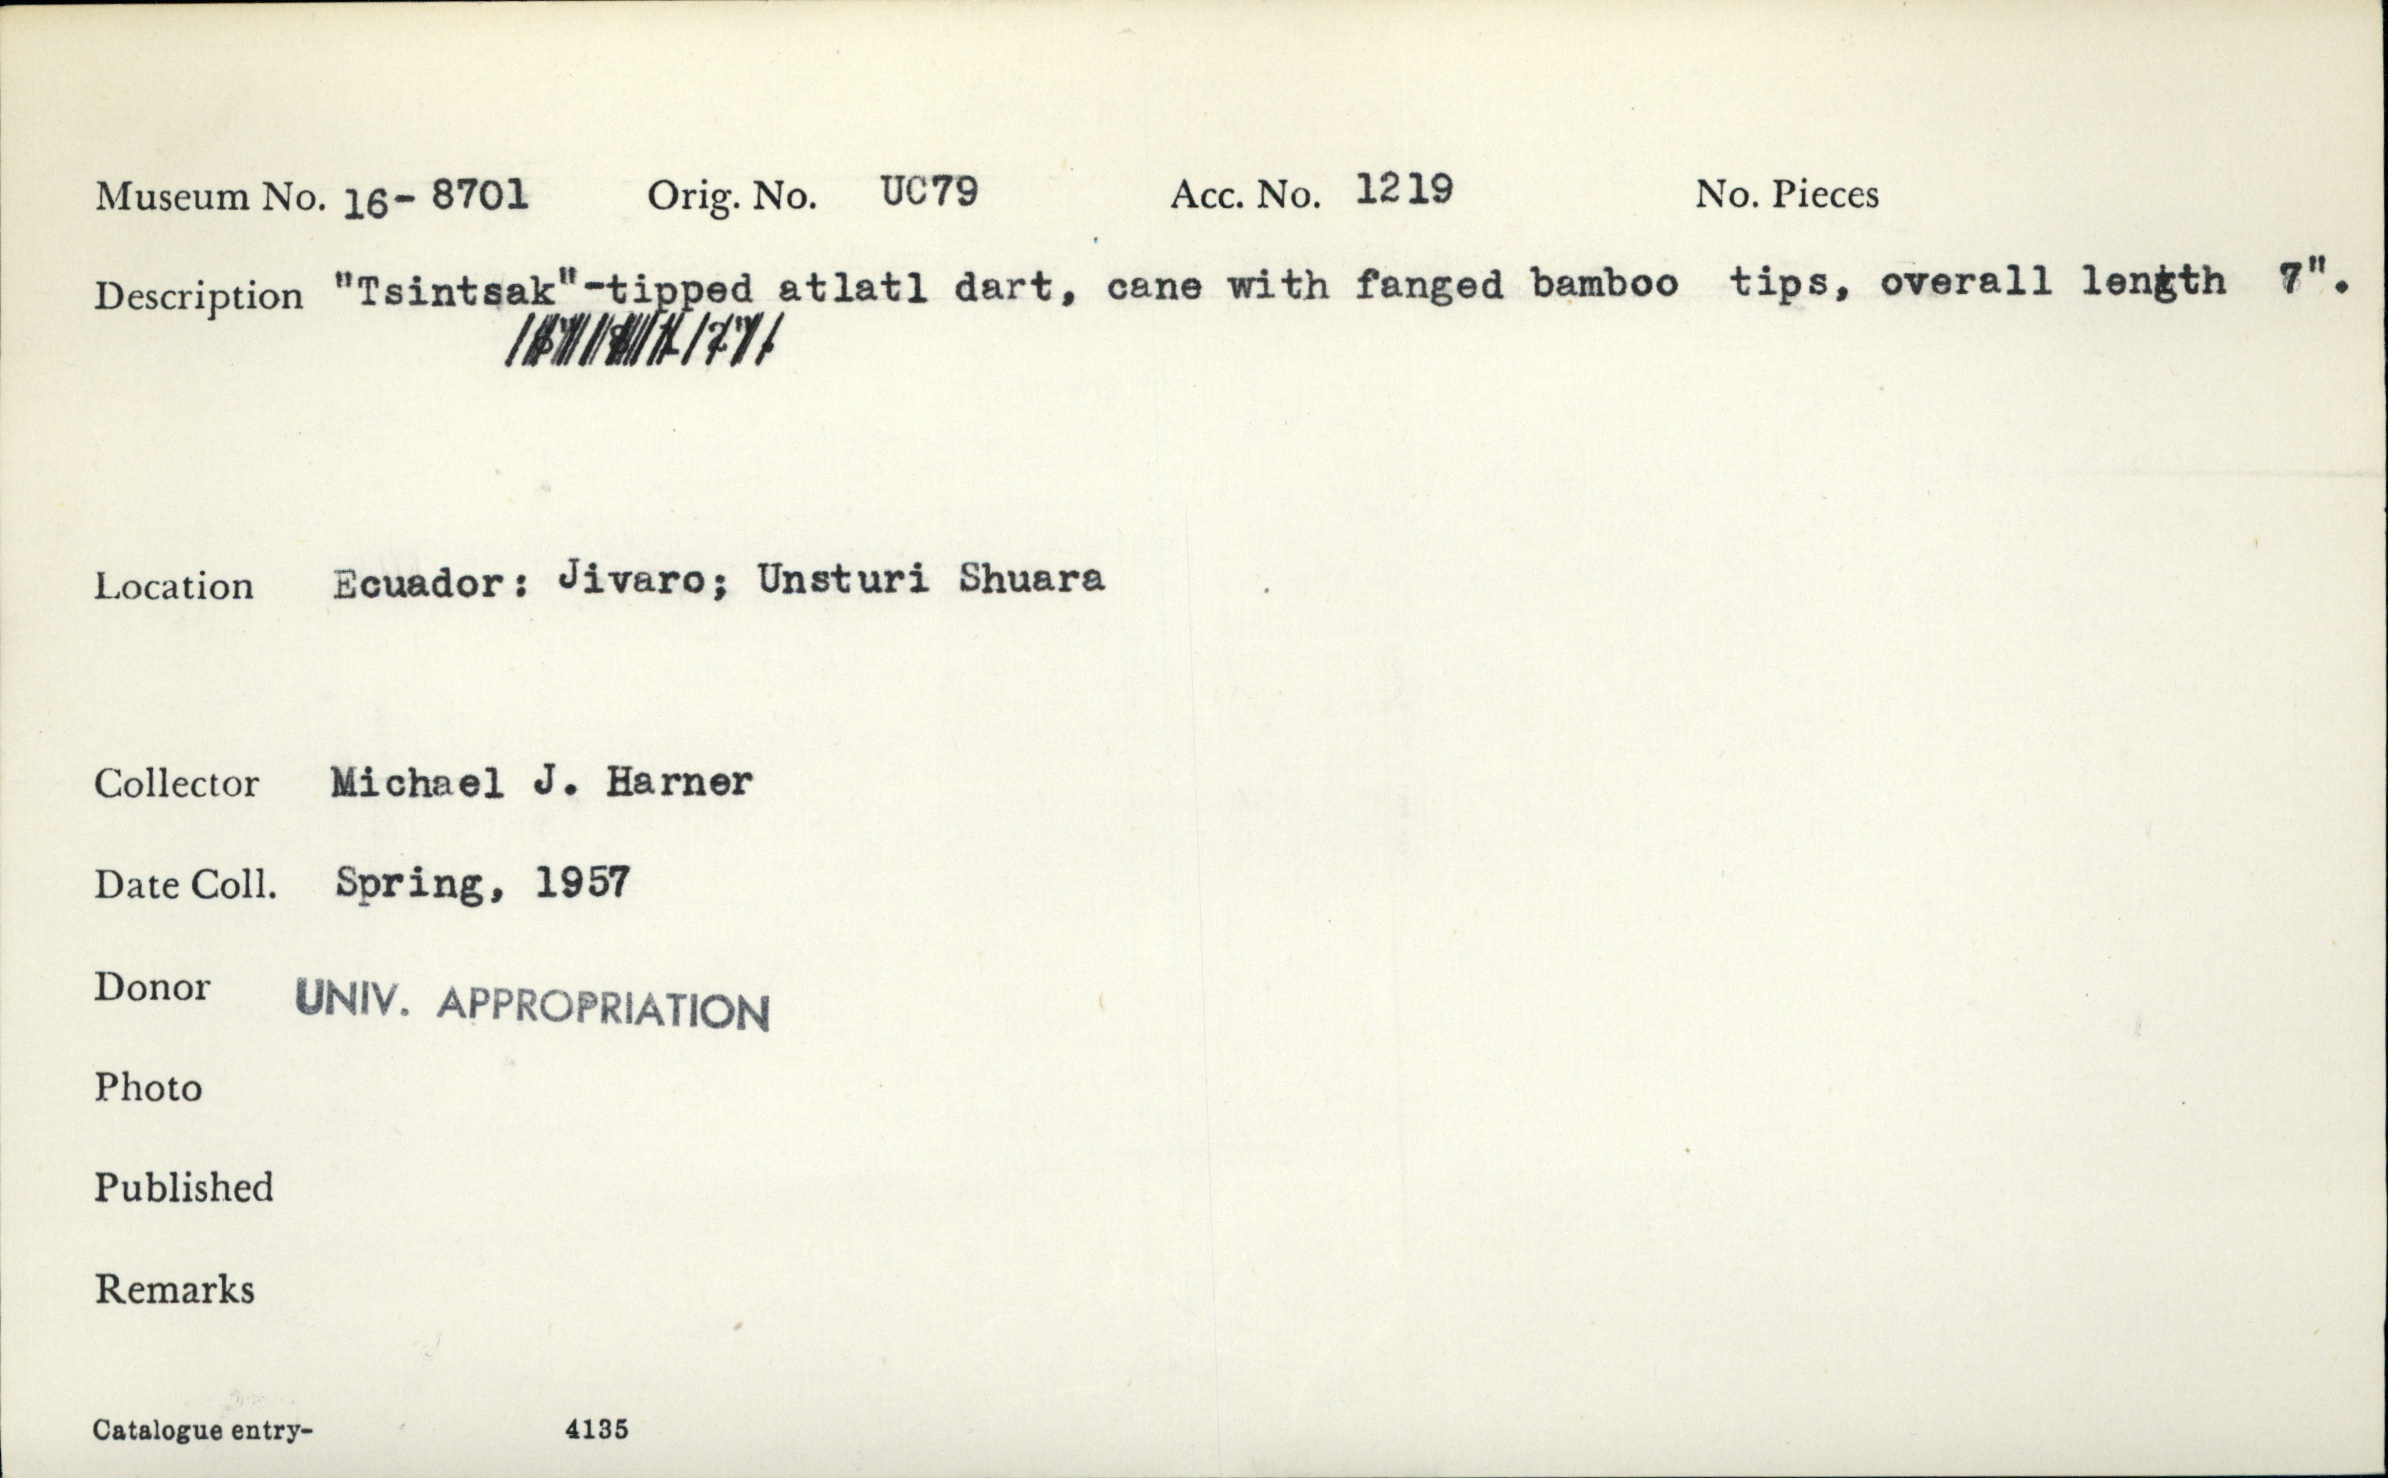 Museum No. 16- 8701 Orig. No. UC79 Acc. No. 1219 No. Pieces
Description "Tsintsak"-tipped atlatl dart, cane with fanged bamboo tips, overall length 7".
Location Ecuador: Jivaro; Unsturi Shuara
Collector Michael J. Harner
Date Coll. Spring, 1957
Donor UNIV. APPROPRIATION
Photo
Published
Remarks
Catalogue entry- 4135